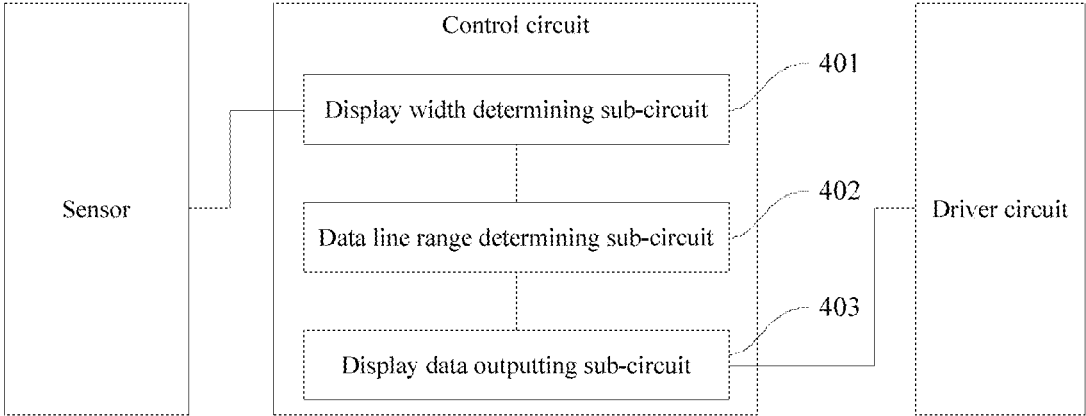 Control circuit
401
Display width determining sub-circuit
402
Sensor
Data line range determining sub-circuit
Driver circuit
403
Display data outputting sub-circuit